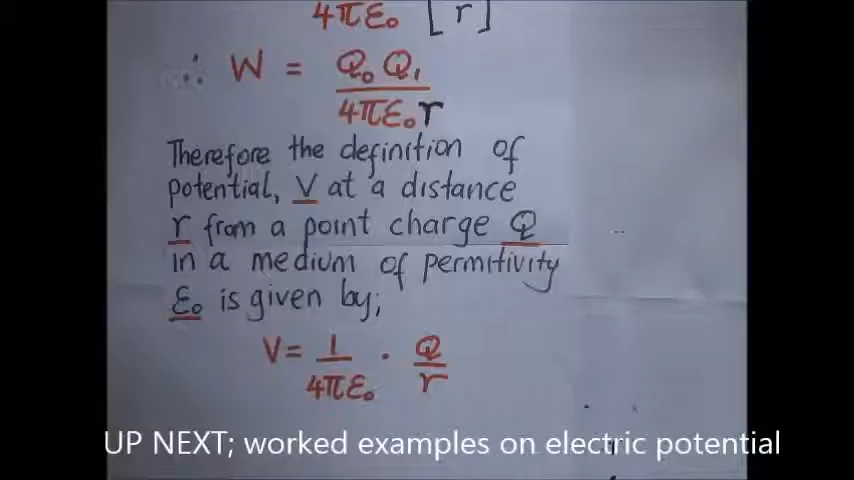 4πε₀ [r]
∴ W = Q₀Q₁
4πε₀r
Therefore the definition of
potential, V at a distance
r from a point charge Q
in a medium of permitivity
ε₀ is given by;
V= 1/4πε₀ · Q/r
UP NEXT; worked examples on electric potential